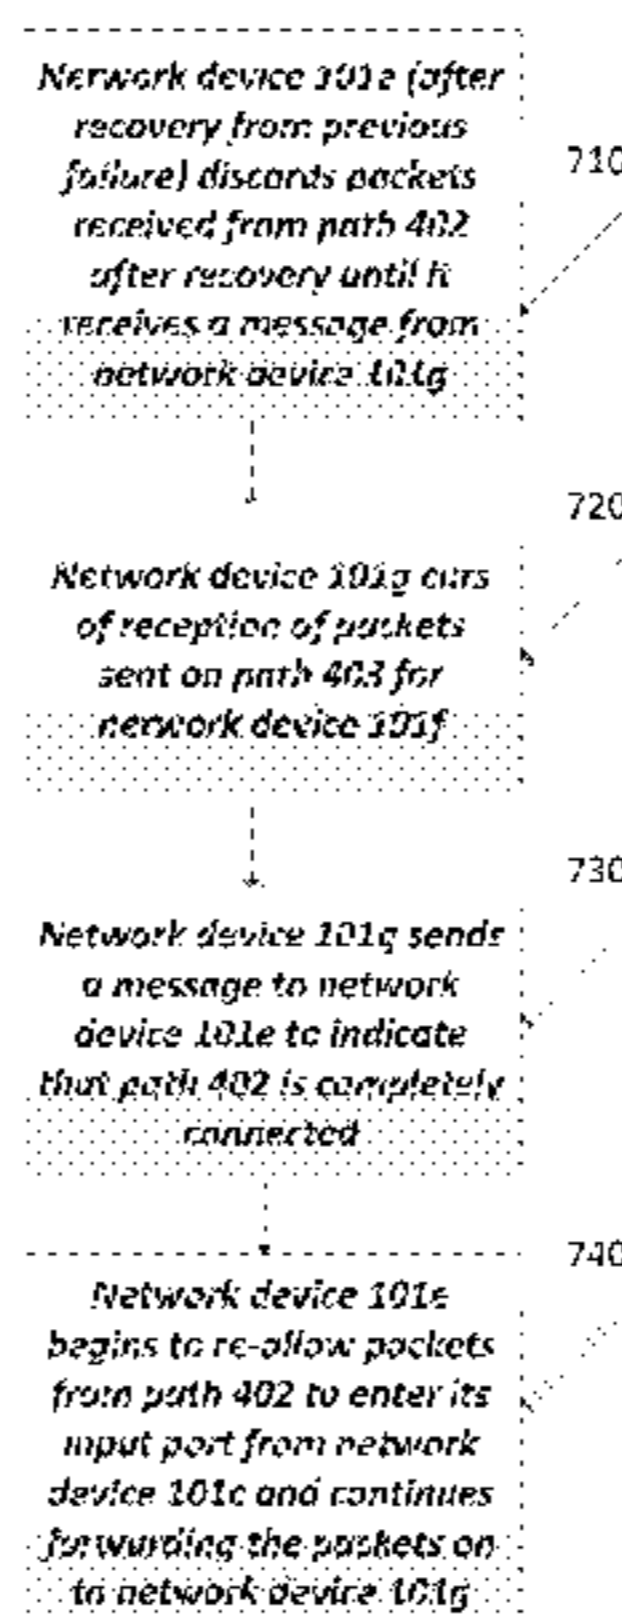 Network device 101e (after
recovery from previous
failure) discards packets
received from path 402
after recovery until it
receives a message from
network device 101g
710
Network device 101g cuts
of reception of packets
sent on path 403 for
network device 101f
720
Network device 101g sends
a message to network
device 101e to indicate
that path 402 is completely
connected
730
Network device 101e
begins to re-allow packets
from path 402 to enter its
input port from network
device 101c and continues
forwarding the packets on
to network device 101g
740